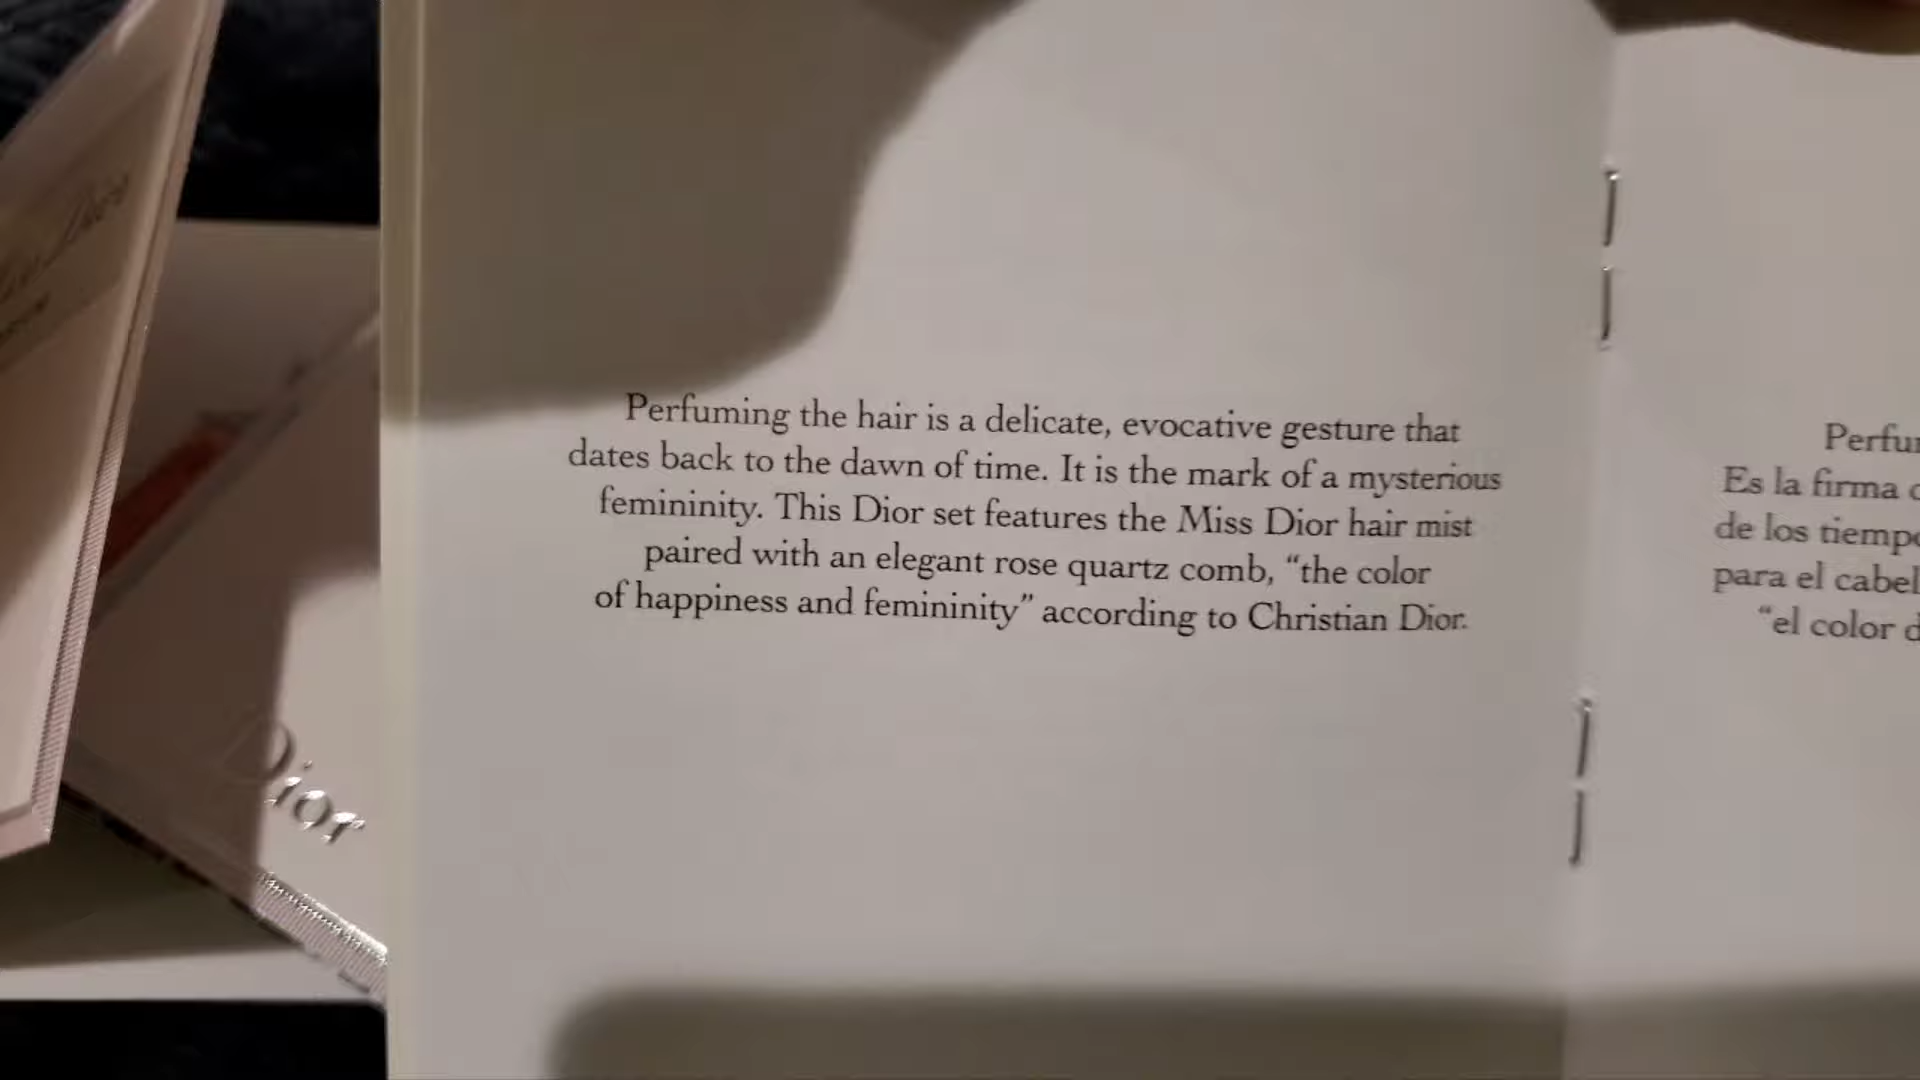 Perfuming the hair is a delicate, evocative gesture that
dates back to the dawn of time. It is the mark of a mysterious
femininity. This Dior set features the Miss Dior hair mist
paired with an elegant rose quartz comb, “the color
of happiness and femininity” according to Christian Dior.
Es la firma
de los
para el
“el color
Dior
Dior